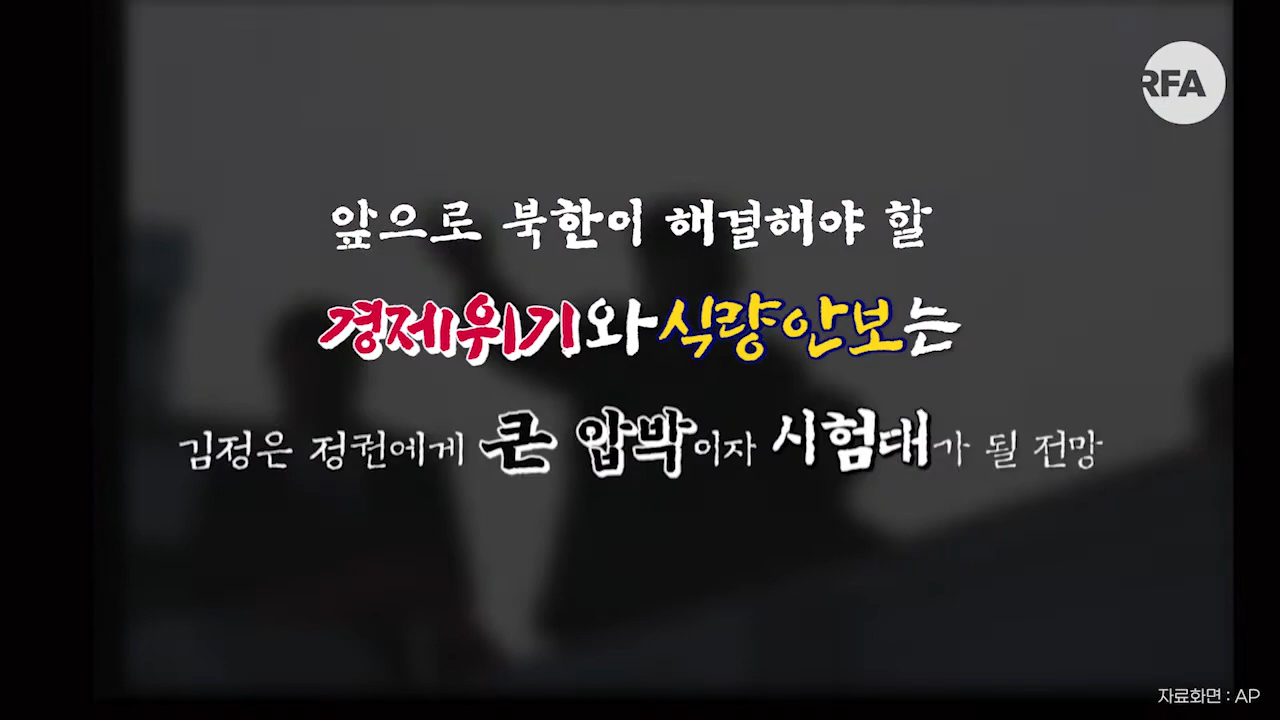 RFA
앞으로 북한이 해결해야 할
경제위기와 식량안보는
김정은 정권에게 큰 압박이자 시험대가 될 전망
자료화면 : AP